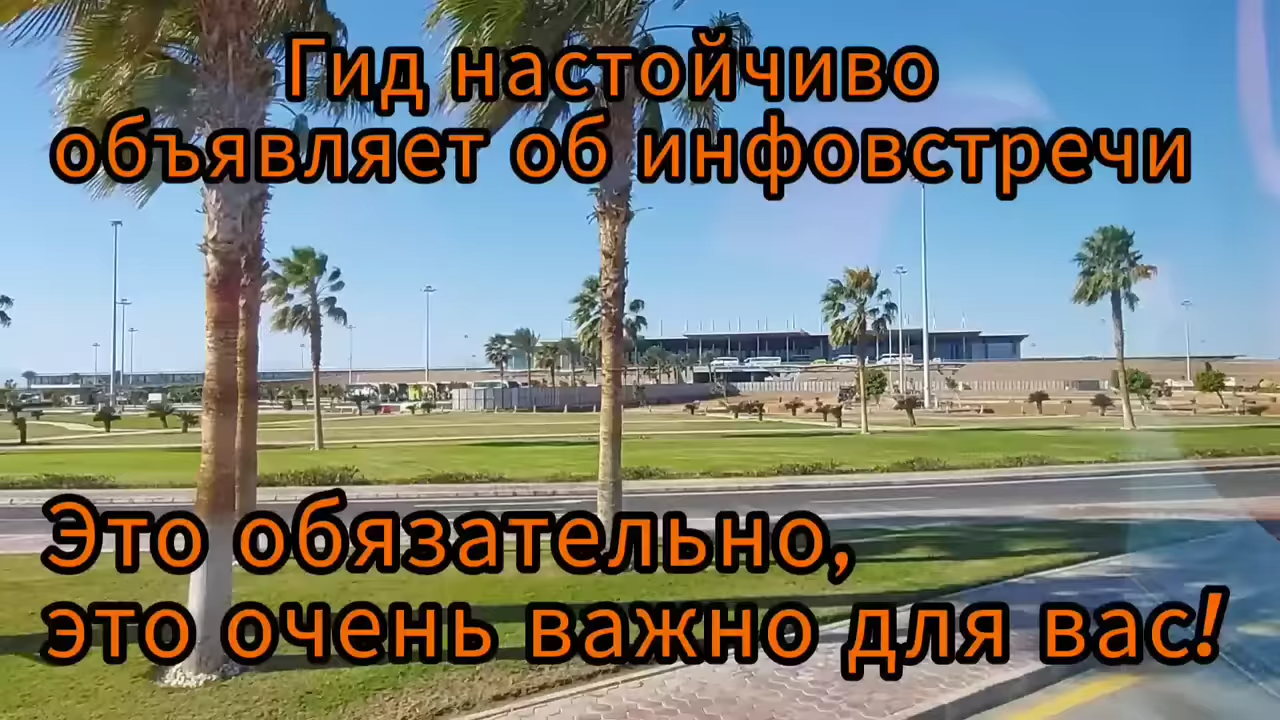 Гид настойчиво
объявляет об инфовстречи
Это обязательно,
это очень важно для вас!